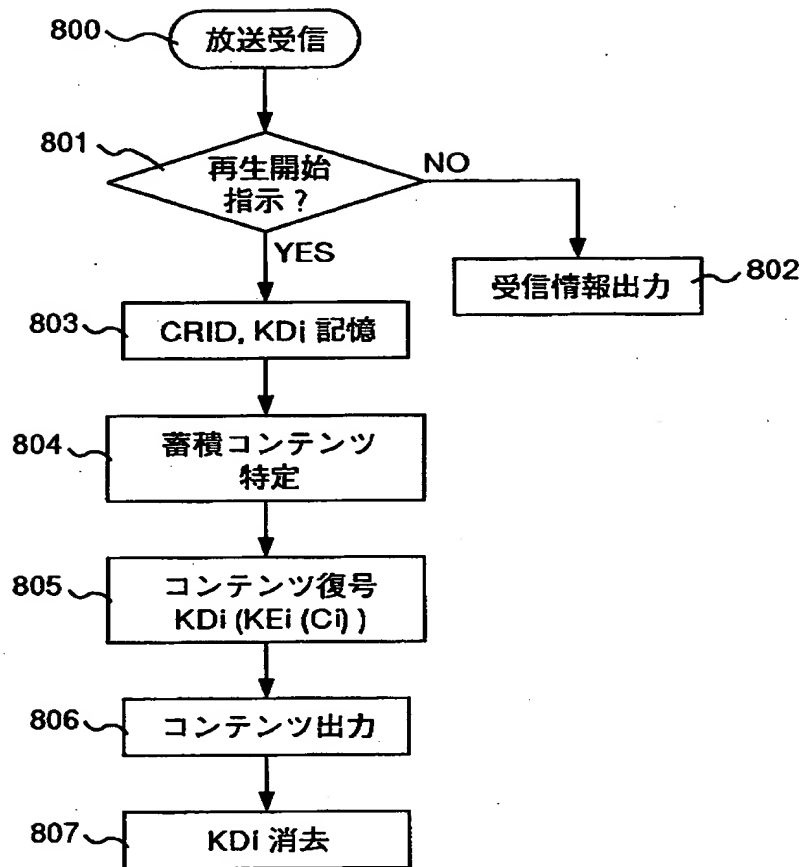 800
放送受信
801
再生開始
指示？
NO
YES
受信情報出力
802
803
CRID, KDi 記憶
804
蓄積コンテンツ
特定
805
コンテンツ復号
KDi (KEi (Ci) )
806
コンテンツ出力
807
KDi 消去